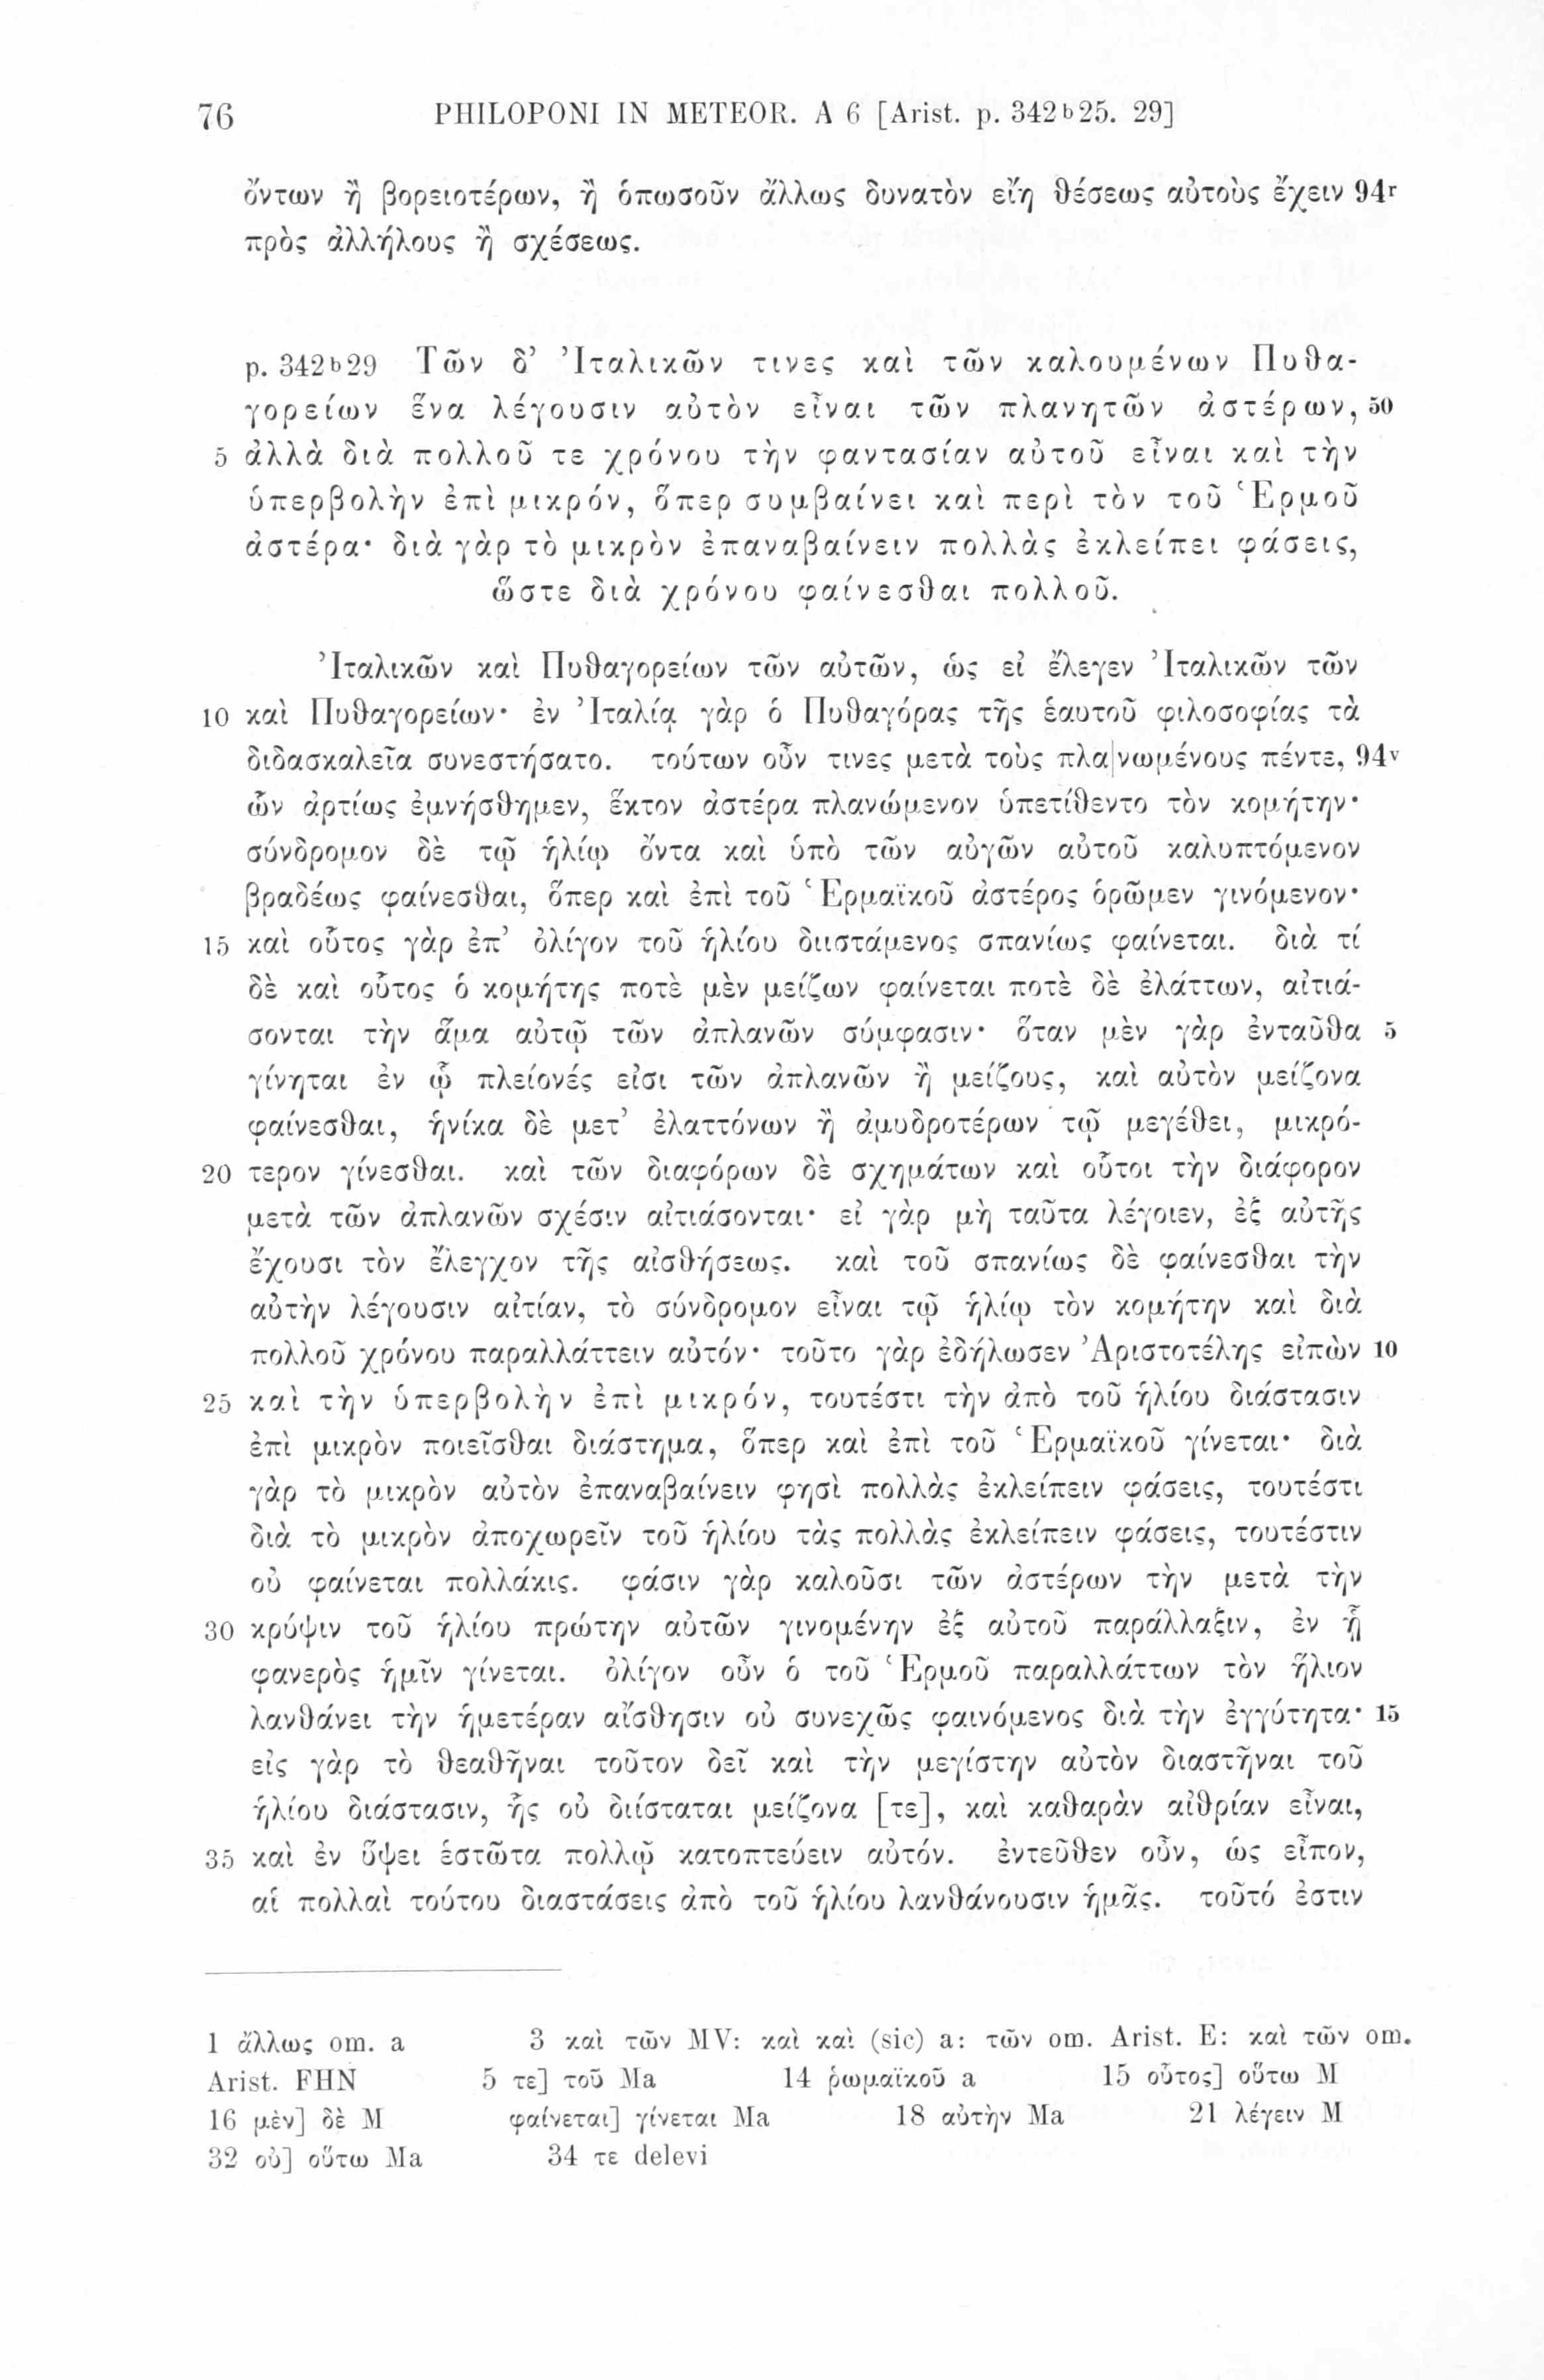 76 PHILOPONI IN METEOR. A 6 [Arist. p. 342b25. 29]
ὄντων ἢ βορειοτέρων, ἢ ὁπωσοῦν ἄλλως δυνατὸν εἴη θέσεως αὐτοὺς ἔχειν 94r
πρὸς ἀλλήλους ἢ σχέσεως.
p. 342b29 Τῶν δ’ Ἰταλικῶν τινες καὶ τῶν καλουμένων Πυθα-
γορείων ἕνα λέγουσιν αὐτὸν εἶναι τῶν πλανητῶν ἀστέρων, 50
5 ἀλλὰ διὰ πολλοῦ τε χρόνου τὴν φαντασίαν αὐτοῦ εἶναι καὶ τὴν
ὑπερβολὴν ἐπὶ μικρόν, ὅπερ συμβαίνει καὶ περὶ τὸν τοῦ Ἑρμοῦ
ἀστέρα· διὰ γὰρ τὸ μικρὸν ἐπαναβαίνειν πολλὰς ἐκλείπει φάσεις,
ὥστε διὰ χρόνου φαίνεσθαι πολλοῦ.
Ἰταλικῶν καὶ Πυθαγορείων τῶν αὐτῶν, ὡς εἰ ἔλεγεν Ἰταλικῶν τῶν
10 καὶ Πυθαγορείων· ἐν Ἰταλίᾳ γὰρ ὁ Πυθαγόρας τῆς ἑαυτοῦ φιλοσοφίας τὰ
διδασκαλεῖα συνεστήσατο. τούτων οὖν τινες μετὰ τοὺς πλα|νωμένους πέντε, 94v
ὧν ἀρτίως ἐμνήσθημεν, ἕκτον ἀστέρα πλανώμενον ὑπετίθεντο τὸν κομήτην·
σύνδρομον δὲ τῷ ἡλίῳ ὄντα καὶ ὑπὸ τῶν αὐγῶν αὐτοῦ καλυπτόμενον
βραδέως φαίνεσθαι, ὅπερ καὶ ἐπὶ τοῦ Ἑρμαϊκοῦ ἀστέρος ὁρῶμεν γινόμενον·
15 καὶ οὗτος γὰρ ἐπ’ ὀλίγον τοῦ ἡλίου διιστάμενος σπανίως φαίνεται. διὰ τί
δὲ καὶ οὗτος ὁ κομήτης ποτὲ μὲν μείζων φαίνεται ποτὲ δὲ ἐλάττων, αἰτιά-
σονται τὴν ἅμα αὐτῷ τῶν ἀπλανῶν σύμφασιν· ὅταν μὲν γὰρ ἐνταῦθα 5
γίνηται ἐν ᾧ πλείονές εἰσι τῶν ἀπλανῶν ἢ μείζους, καὶ αὐτὸν μείζονα
φαίνεσθαι, ἡνίκα δὲ μετ’ ἐλαττόνων ἢ ἀμυδροτέρων τῷ μεγέθει, μικρό-
20 τερον γίνεσθαι. καὶ τῶν διαφόρων δὲ σχημάτων καὶ οὗτοι τὴν διάφορον
μετὰ τῶν ἀπλανῶν σχέσιν αἰτιάσονται· εἰ γὰρ μὴ ταῦτα λέγοιεν, ἐξ αὐτῆς
ἔχουσι τὸν ἔλεγχον τῆς αἰσθήσεως. καὶ τοῦ σπανίως δὲ φαίνεσθαι τὴν
αὐτὴν λέγουσιν αἰτίαν, τὸ σύνδρομον εἶναι τῷ ἡλίῳ τὸν κομήτην καὶ διὰ
πολλοῦ χρόνου παραλλάττειν αὐτόν· τοῦτο γὰρ ἐδήλωσεν Ἀριστοτέλης εἰπὼν 10
25 καὶ τὴν ὑπερβολὴν ἐπὶ μικρόν, τουτέστι τὴν ἀπὸ τοῦ ἡλίου διάστασιν
ἐπὶ μικρὸν ποιεῖσθαι διάστημα, ὅπερ καὶ ἐπὶ τοῦ Ἑρμαϊκοῦ γίνεται· διὰ
γὰρ τὸ μικρὸν αὐτὸν ἐπαναβαίνειν φησὶ πολλὰς ἐκλείπειν φάσεις, τουτέστι
διὰ τὸ μικρὸν ἀποχωρεῖν τοῦ ἡλίου τὰς πολλὰς ἐκλείπειν φάσεις, τουτέστιν
οὐ φαίνεται πολλάκις. φάσιν γὰρ καλοῦσι τῶν ἀστέρων τὴν μετὰ τὴν
30 κρύψιν τοῦ ἡλίου πρώτην αὐτῶν γινομένην ἐξ αὐτοῦ παράλλαξιν, ἐν ᾗ
φανερὸς ἡμῖν γίνεται. ὀλίγον οὖν ὁ τοῦ Ἑρμοῦ παραλλάττων τὸν ἥλιον
λανθάνει τὴν ἡμετέραν αἴσθησιν οὐ συνεχῶς φαινόμενος διὰ τὴν ἐγγύτητα· 15
εἰς γὰρ τὸ θεαθῆναι τοῦτον δεῖ καὶ τὴν μεγίστην αὐτὸν διαστῆναι τοῦ
ἡλίου διάστασιν, ἧς οὐ διίσταται μείζονα [τε], καὶ καθαρὰν αἰθρίαν εἶναι,
35 καὶ ἐν ὕψει ἑστῶτα πολλῷ κατοπτεύειν αὐτόν. ἐντεῦθεν οὖν, ὡς εἶπον,
αἱ πολλαὶ τούτου διαστάσεις ἀπὸ τοῦ ἡλίου λανθάνουσιν ἡμᾶς. τοῦτό ἐστιν
1 ἄλλως om. a 3 καὶ τῶν MV: καὶ καὶ (sic) a: τῶν om. Arist. E: καὶ τῶν om.
Arist. FHN 5 τε] τοῦ Ma 14 ῥωμαϊκοῦ a 15 οὗτος] οὕτω M
16 μὲν] δὲ M φαίνεται] γίνεται Ma 18 αὐτὴν Ma 21 λέγειν M
32 οὐ] οὕτω Ma 34 τε delevi